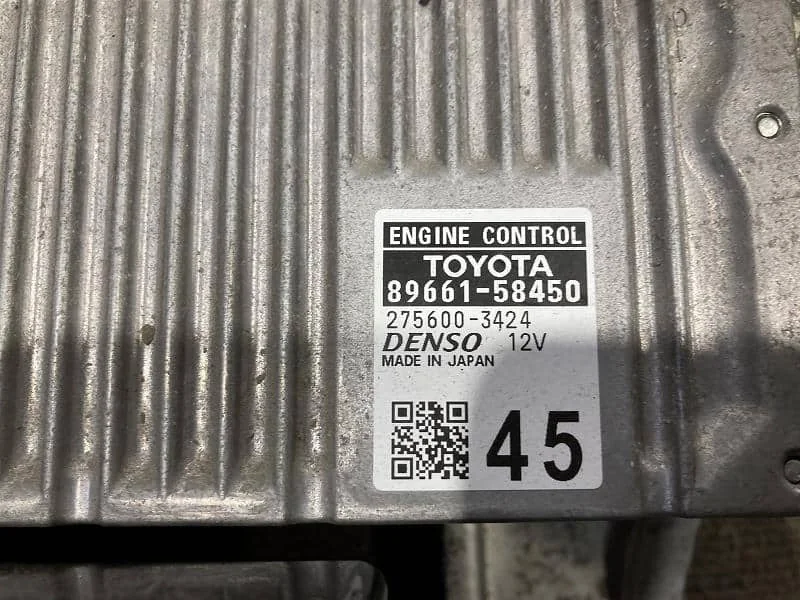 ENGINE CONTROL
TOYOTA
89661-58450
275600-3424
DENSO 12V
MADE IN JAPAN
45